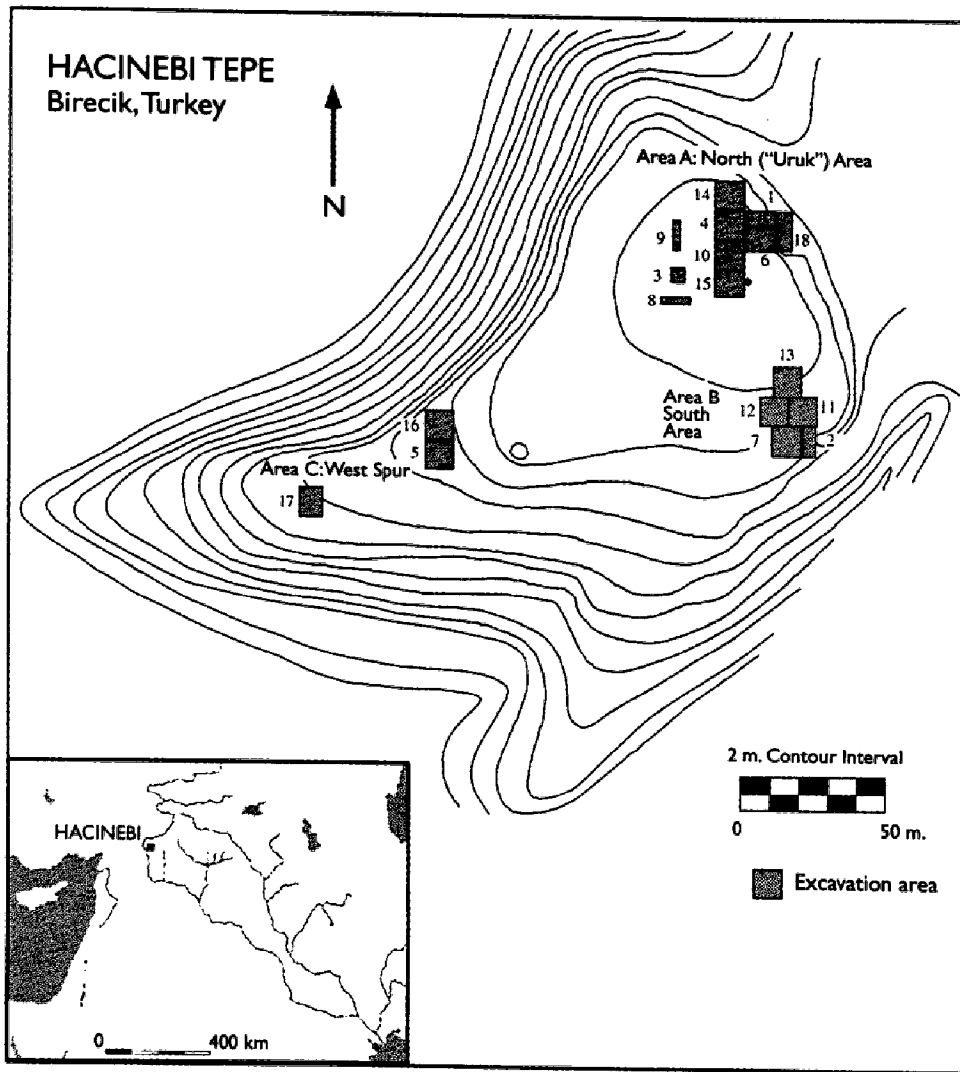 HACINEBI TEPE
Birecik, Turkey
N
Area A: North ("Uruk") Area
14
1
4
9
18
10
6
3
15
8
13
Area B
South
Area
12
11
7
2
16
5
Area C: West Spur
17
2 m. Contour Interval
0
50 m.
Excavation area
HACINEBI
0
400 km